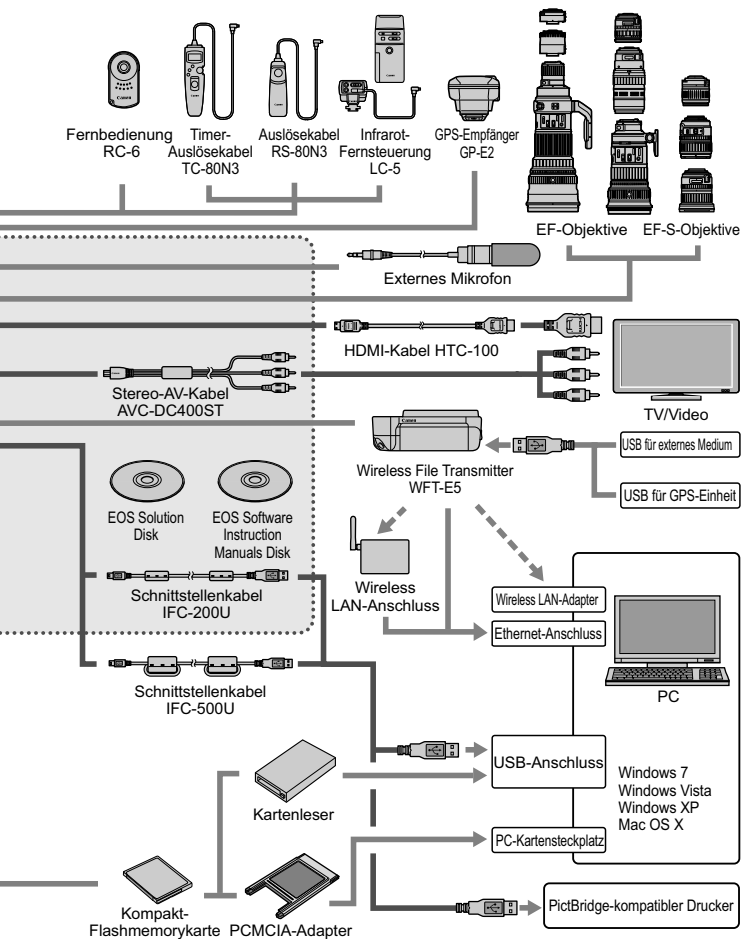 Fernbedienung
RC-6
Timer-
Auslösekabel
TC-80N3
Auslösekabel
RS-80N3
Infrarot-
Fernsteuerung
LC-5
GPS-Empfänger
GP-E2
EF-Objektive
EF-S-Objektive
Externes Mikrofon
HDMI-Kabel HTC-100
Stereo-AV-Kabel
AVC-DC400ST
TV/Video
Canon
Wireless File Transmitter
WFT-E5
USB für externes Medium
USB für GPS-Einheit
EOS Solution
Disk
EOS Software
Instruction
Manuals Disk
Wireless
LAN-Anschluss
Schnittstellenkabel
IFC-200U
Wireless LAN-Adapter
Ethernet-Anschluss
PC
Schnittstellenkabel
IFC-500U
USB-Anschluss
Windows 7
Windows Vista
Windows XP
Mac OS X
Kartenleser
PC-Kartensteckplatz
Kompakt-
Flashmemorykarte
PCMCIA-Adapter
PictBridge-kompatibler Drucker